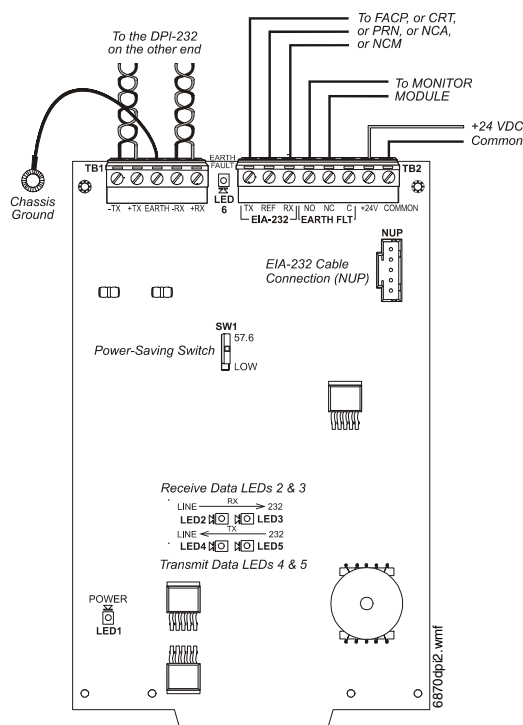 To the DPI-232
on the other end
To FACP, or CRT,
or PRN, or NCA,
or NCM
To MONITOR
MODULE
+24 VDC
Common
TB1
EARTH
FAULT
TB2
LED
6
Chassis
Ground
-TX +TX EARTH -RX +RX
TX REF RX NO NC C +24V COMMON
EIA-232 EARTH FLT
NUP
EIA-232 Cable
Connection (NUP)
SW1
57.6
Power-Saving Switch
LOW
Receive Data LEDs 2 & 3
RX
LINE 232
LED2 LED3
TX
LINE 232
LED4 LED5
Transmit Data LEDs 4 & 5
POWER
LED1
6870dpi2.wmf